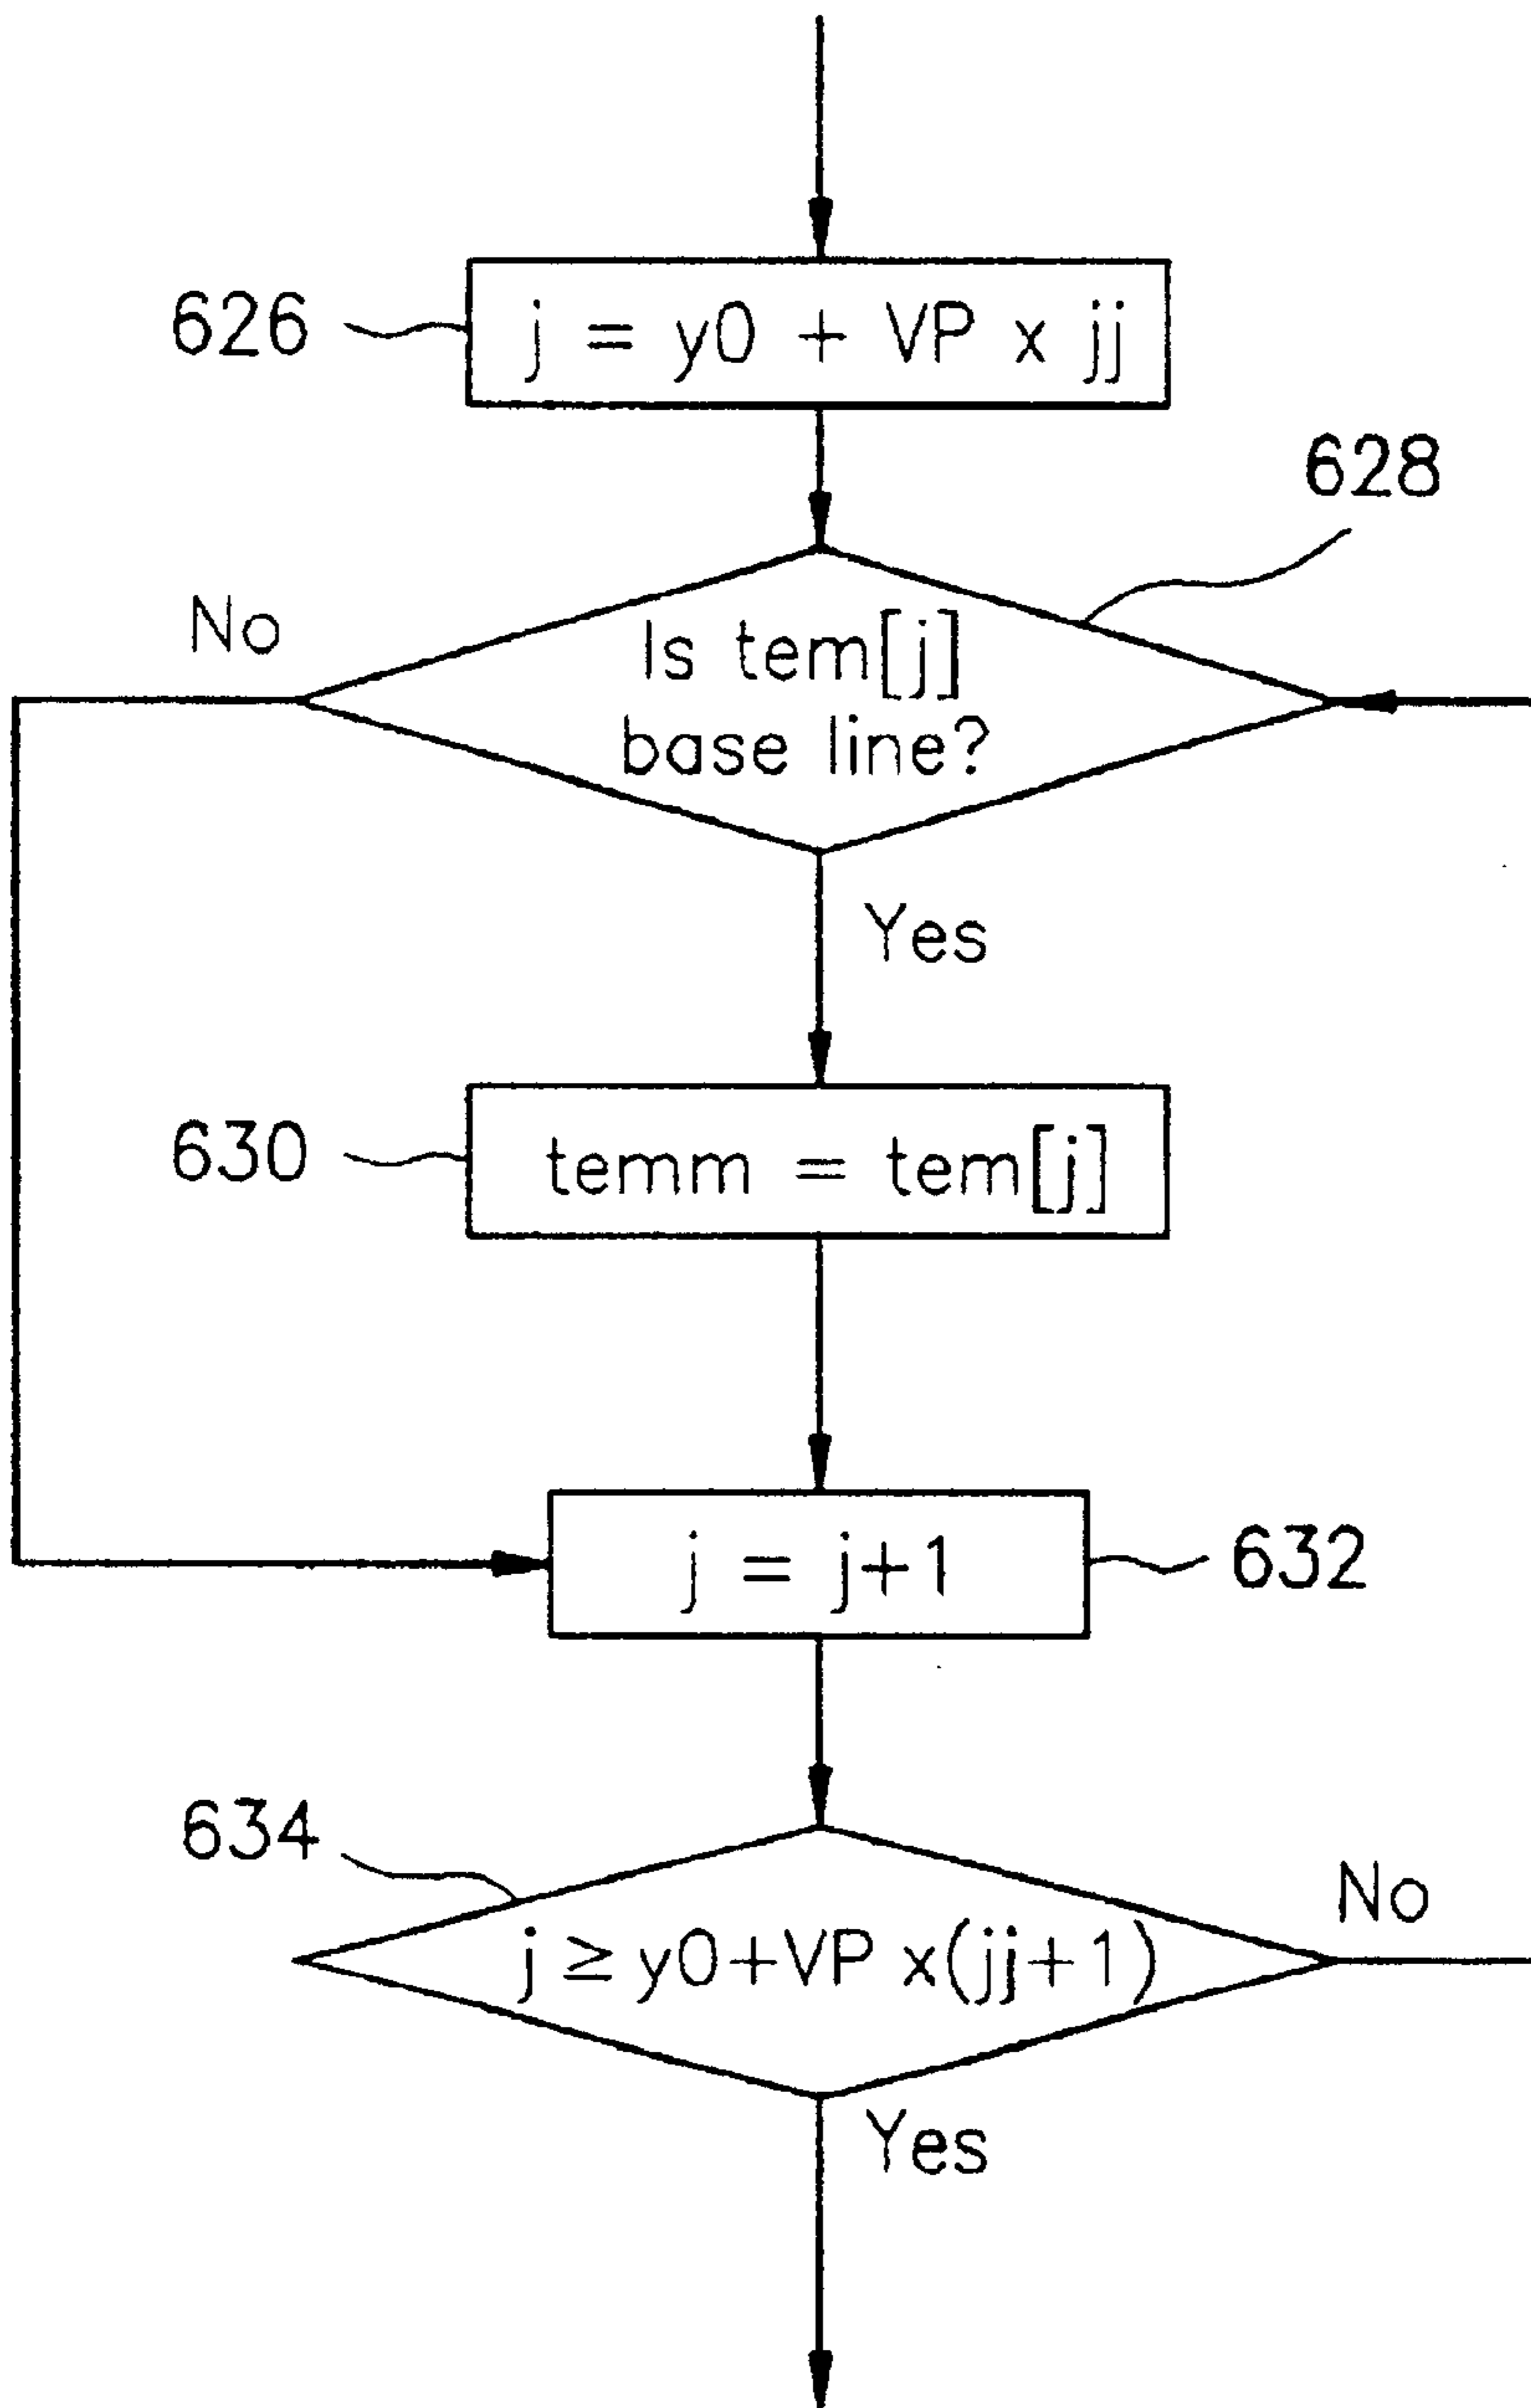 626
j = y0 + VP x jj
628
No
Is tem[j]
base line?
Yes
630
temm = tem[j]
j = j+1
632
634
No
j ≥ y0+VP x(jj+1)
Yes